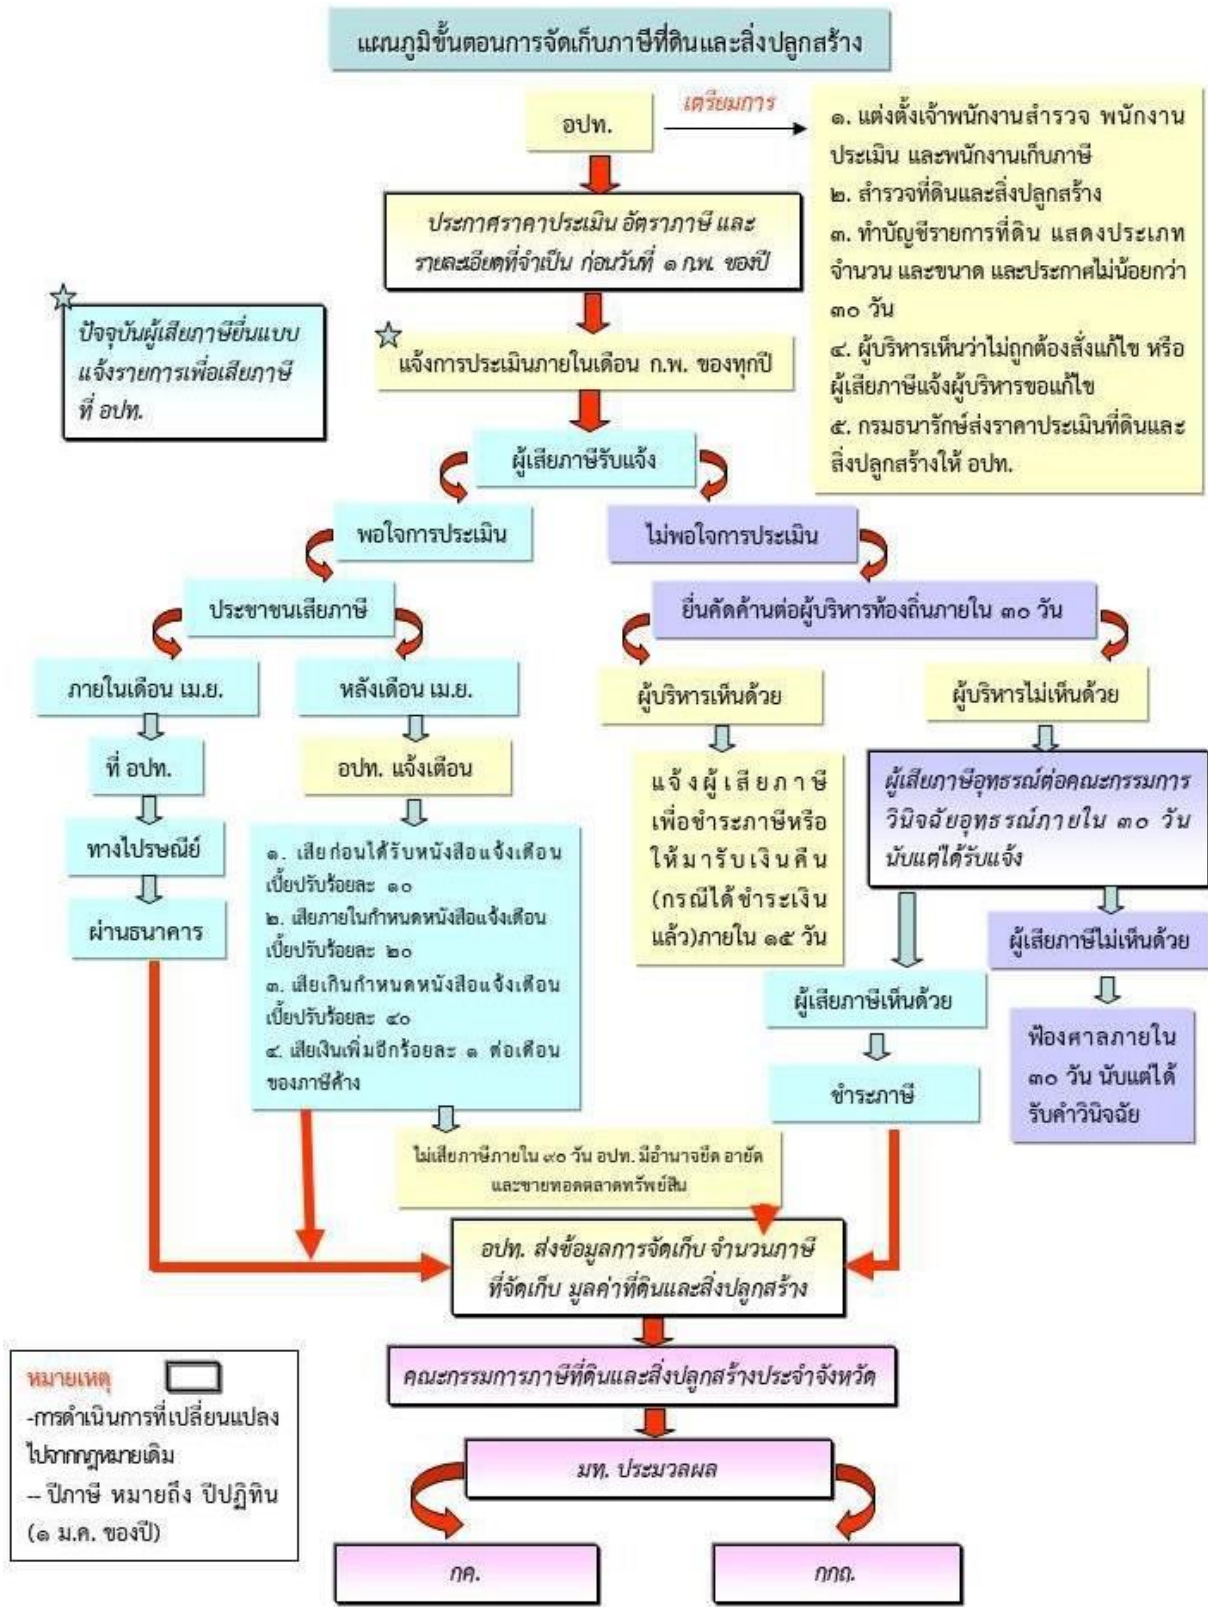 แผนภูมิขั้นตอนการจัดเก็บภาษีที่ดินและสิ่งปลูกสร้าง
อปท.
เตรียมการ
๑. แต่งตั้งเจ้าพนักงานสำรวจ พนักงาน
ประเมิน และพนักงานเก็บภาษี
๒. สำรวจที่ดินและสิ่งปลูกสร้าง
๓. ทำบัญชีรายการที่ดิน แสดงประเภท
จำนวน และขนาด และประกาศไม่น้อยกว่า
๓๐ วัน
๔. ผู้บริหารเห็นว่าไม่ถูกต้องสั่งแก้ไข หรือ
ผู้เสียภาษีแจ้งผู้บริหารขอแก้ไข
๕. กรมธนารักษ์ส่งราคาประเมินที่ดินและ
สิ่งปลูกสร้างให้ อปท.
ประกาศราคาประเมิน อัตราภาษี และ
รายละเอียดที่จำเป็น ก่อนวันที่ ๑ ก.พ. ของปี
ปัจจุบันผู้เสียภาษียื่นแบบ
แจ้งรายการเพื่อเสียภาษี
ที่ อปท.
แจ้งการประเมินภายในเดือน ก.พ. ของทุกปี
ผู้เสียภาษีรับแจ้ง
พอใจการประเมิน
ไม่พอใจการประเมิน
ประชาชนเสียภาษี
ยื่นคัดค้านต่อผู้บริหารท้องถิ่นภายใน ๓๐ วัน
ภายในเดือน เม.ย.
หลังเดือน เม.ย.
ผู้บริหารเห็นด้วย
ผู้บริหารไม่เห็นด้วย
ที่ อปท.
อปท. แจ้งเตือน
แจ้งผู้เสียภาษี
เพื่อชำระภาษีหรือ
ให้มารับเงินคืน
(กรณีได้ชำระเงิน
แล้ว)ภายใน ๑๕ วัน
ผู้เสียภาษีอุทธรณ์ต่อคณะกรรมการ
วินิจฉัยอุทธรณ์ภายใน ๓๐ วัน
นับแต่ได้รับแจ้ง
ทางไปรษณีย์
ผ่านธนาคาร
๑. เสียก่อนได้รับหนังสือแจ้งเตือน
เบี้ยปรับร้อยละ ๑๐
๒. เสียภายในกำหนดหนังสือแจ้งเตือน
เบี้ยปรับร้อยละ ๒๐
๓. เสียเกินกำหนดหนังสือแจ้งเตือน
เบี้ยปรับร้อยละ ๔๐
๔. เสียเงินเพิ่มอีกร้อยละ ๑ ต่อเดือน
ของภาษีค้าง
ผู้เสียภาษีไม่เห็นด้วย
ผู้เสียภาษีเห็นด้วย
ฟ้องศาลภายใน
๓๐ วัน นับแต่ได้
รับคำวินิจฉัย
ชำระภาษี
ไม่เสียภาษีภายใน ๙๐ วัน อปท. มีอำนาจยึด อายัด
และขายทอดตลาดทรัพย์สิน
อปท. ส่งข้อมูลการจัดเก็บ จำนวนภาษี
ที่จัดเก็บ มูลค่าที่ดินและสิ่งปลูกสร้าง
คณะกรรมการภาษีที่ดินและสิ่งปลูกสร้างประจำจังหวัด
มท. ประมวลผล
กค.
กกถ.
หมายเหตุ
-การดำเนินการที่เปลี่ยนแปลง
ไปจากกฎหมายเดิม
-- ปีภาษี หมายถึง ปีปฏิทิน
(๑ ม.ค. ของปี)